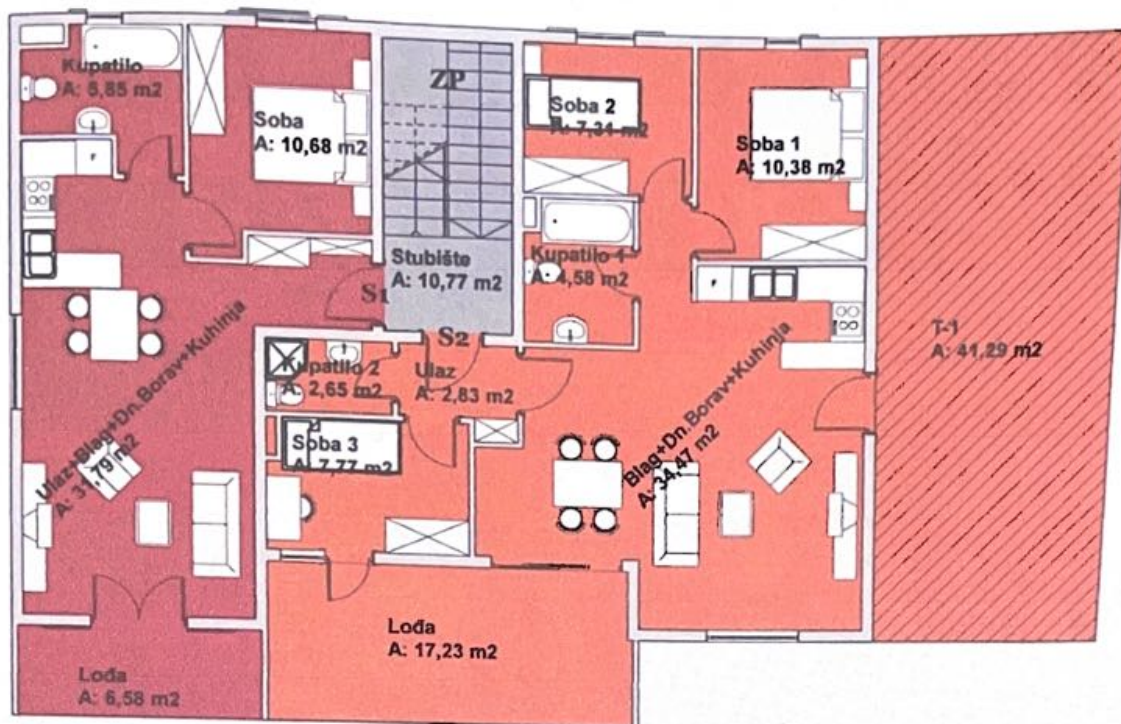 Kupatilo
A: 5,85 m2
Soba
A: 10,68 m2
ZP
Soba 2
A: 7,31 m2
Soba 1
A: 10,38 m2
Stubište
A: 10,77 m2
Kupatilo 1
A: 4,58 m2
S1
S2
T-1
A: 41,29 m2
Kupatilo 2
A: 2,65 m2
Ulaz
A: 2,83 m2
Ulaz+Blag+Dn.Borav+Kuhinja
A: 31,79 m2
Soba 3
A: 7,77 m2
Blag+Dn.Borav+Kuhinja
A: 34,47 m2
Lođa
A: 17,23 m2
Lođa
A: 6,58 m2
F
F